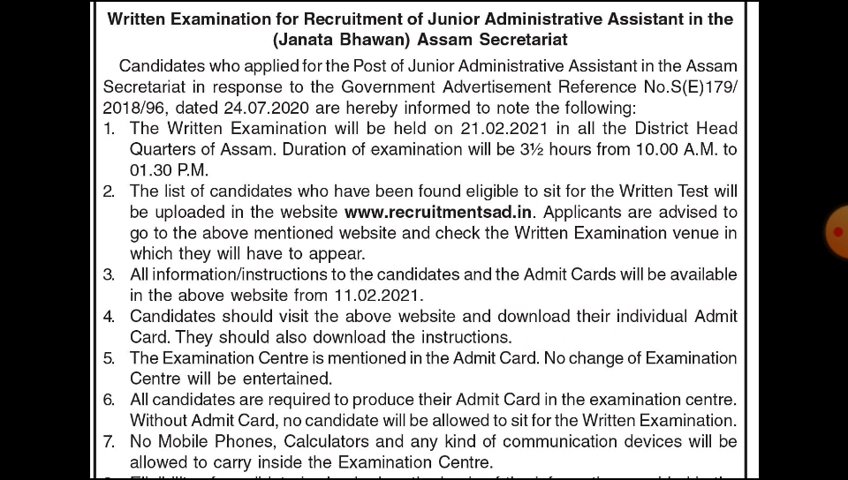 Written Examination for Recruitment of Junior Administrative Assistant in the
(Janata Bhawan) Assam Secretariat
Candidates who applied for the Post of Junior Administrative Assistant in the Assam
Secretariat in response to the Government Advertisement Reference No.S(E)179/
2018/96, dated 24.07.2020 are hereby informed to note the following:
1. The Written Examination will be held on 21.02.2021 in all the District Head
Quarters of Assam. Duration of examination will be 3½ hours from 10.00 A.M. to
01.30 P.M.
2. The list of candidates who have been found eligible to sit for the Written Test will
be uploaded in the website www.recruitmentsad.in. Applicants are advised to
go to the above mentioned website and check the Written Examination venue in
which they will have to appear.
3. All information/instructions to the candidates and the Admit Cards will be available
in the above website from 11.02.2021.
4. Candidates should visit the above website and download their individual Admit
Card. They should also download the instructions.
5. The Examination Centre is mentioned in the Admit Card. No change of Examination
Centre will be entertained.
6. All candidates are required to produce their Admit Card in the examination centre.
Without Admit Card, no candidate will be allowed to sit for the Written Examination.
7. No Mobile Phones, Calculators and any kind of communication devices will be
allowed to carry inside the Examination Centre.